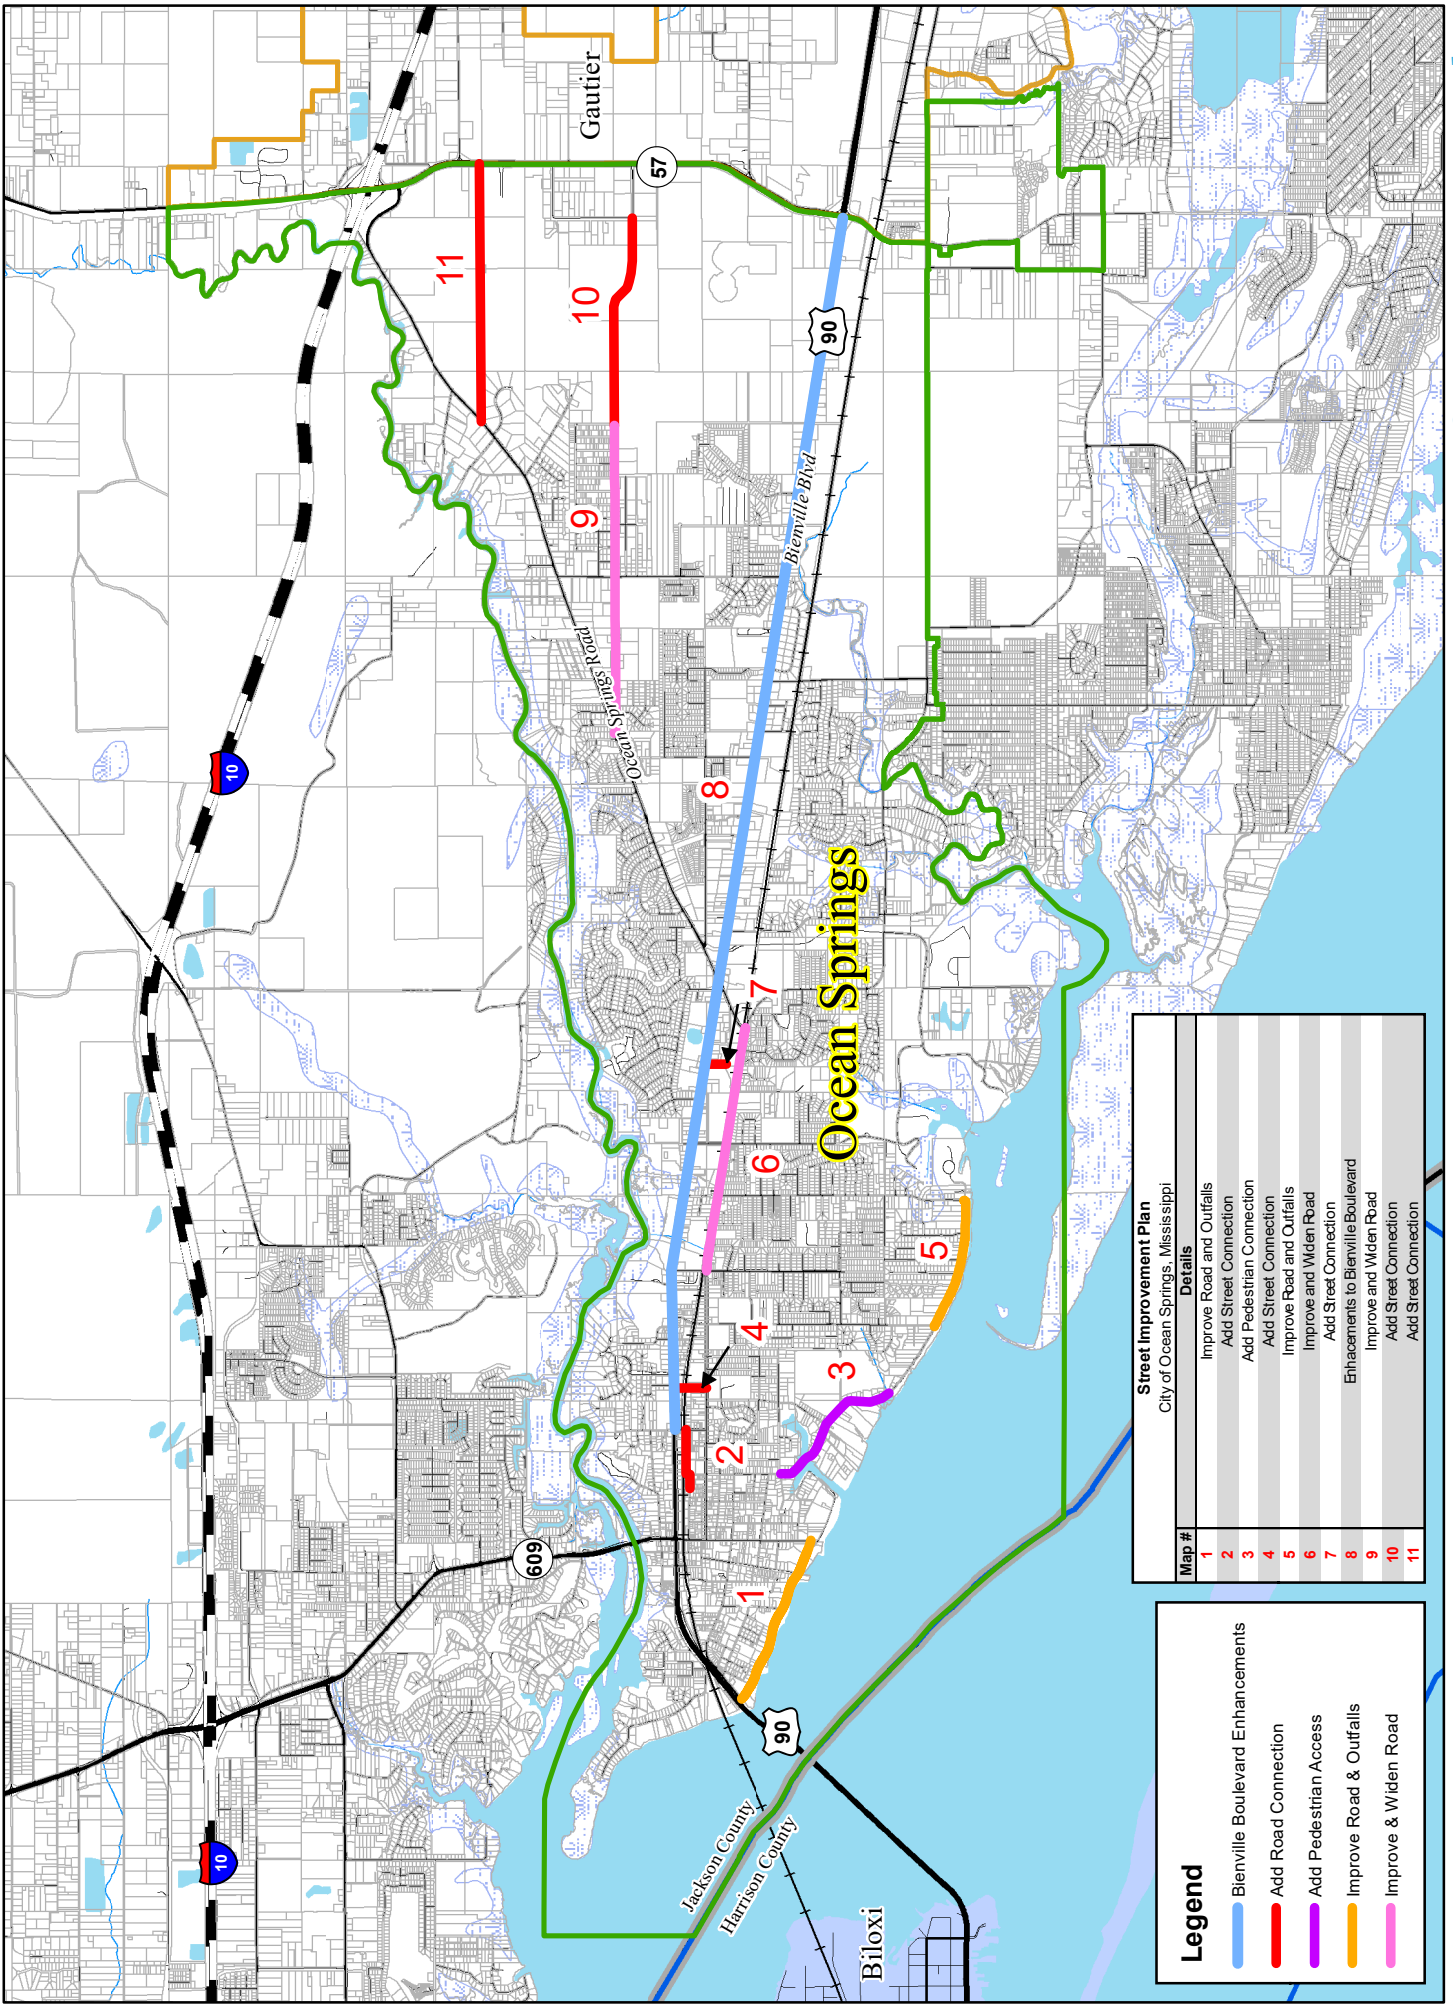 Gautier
57
11
10
90
9
Bienville Blvd
Ocean Springs Road
10
8
Ocean Springs
7
6
5
4
3
2
609
1
90
10
Jackson County
Harrison County
Biloxi
Street Improvement Plan
City of Ocean Springs, Mississippi
Map # Details
1 Improve Road and Outfalls
2 Add Street Connection
3 Add Pedestrian Connection
4 Add Street Connection
5 Improve Road and Outfalls
6 Improve and Widen Road
7 Add Street Connection
8 Enhacements to Bienville Boulevard
9 Improve and Widen Road
10 Add Street Connection
11 Add Street Connection
Legend
Bienville Boulevard Enhancements
Add Road Connection
Add Pedestrian Access
Improve Road & Outfalls
Improve & Widen Road